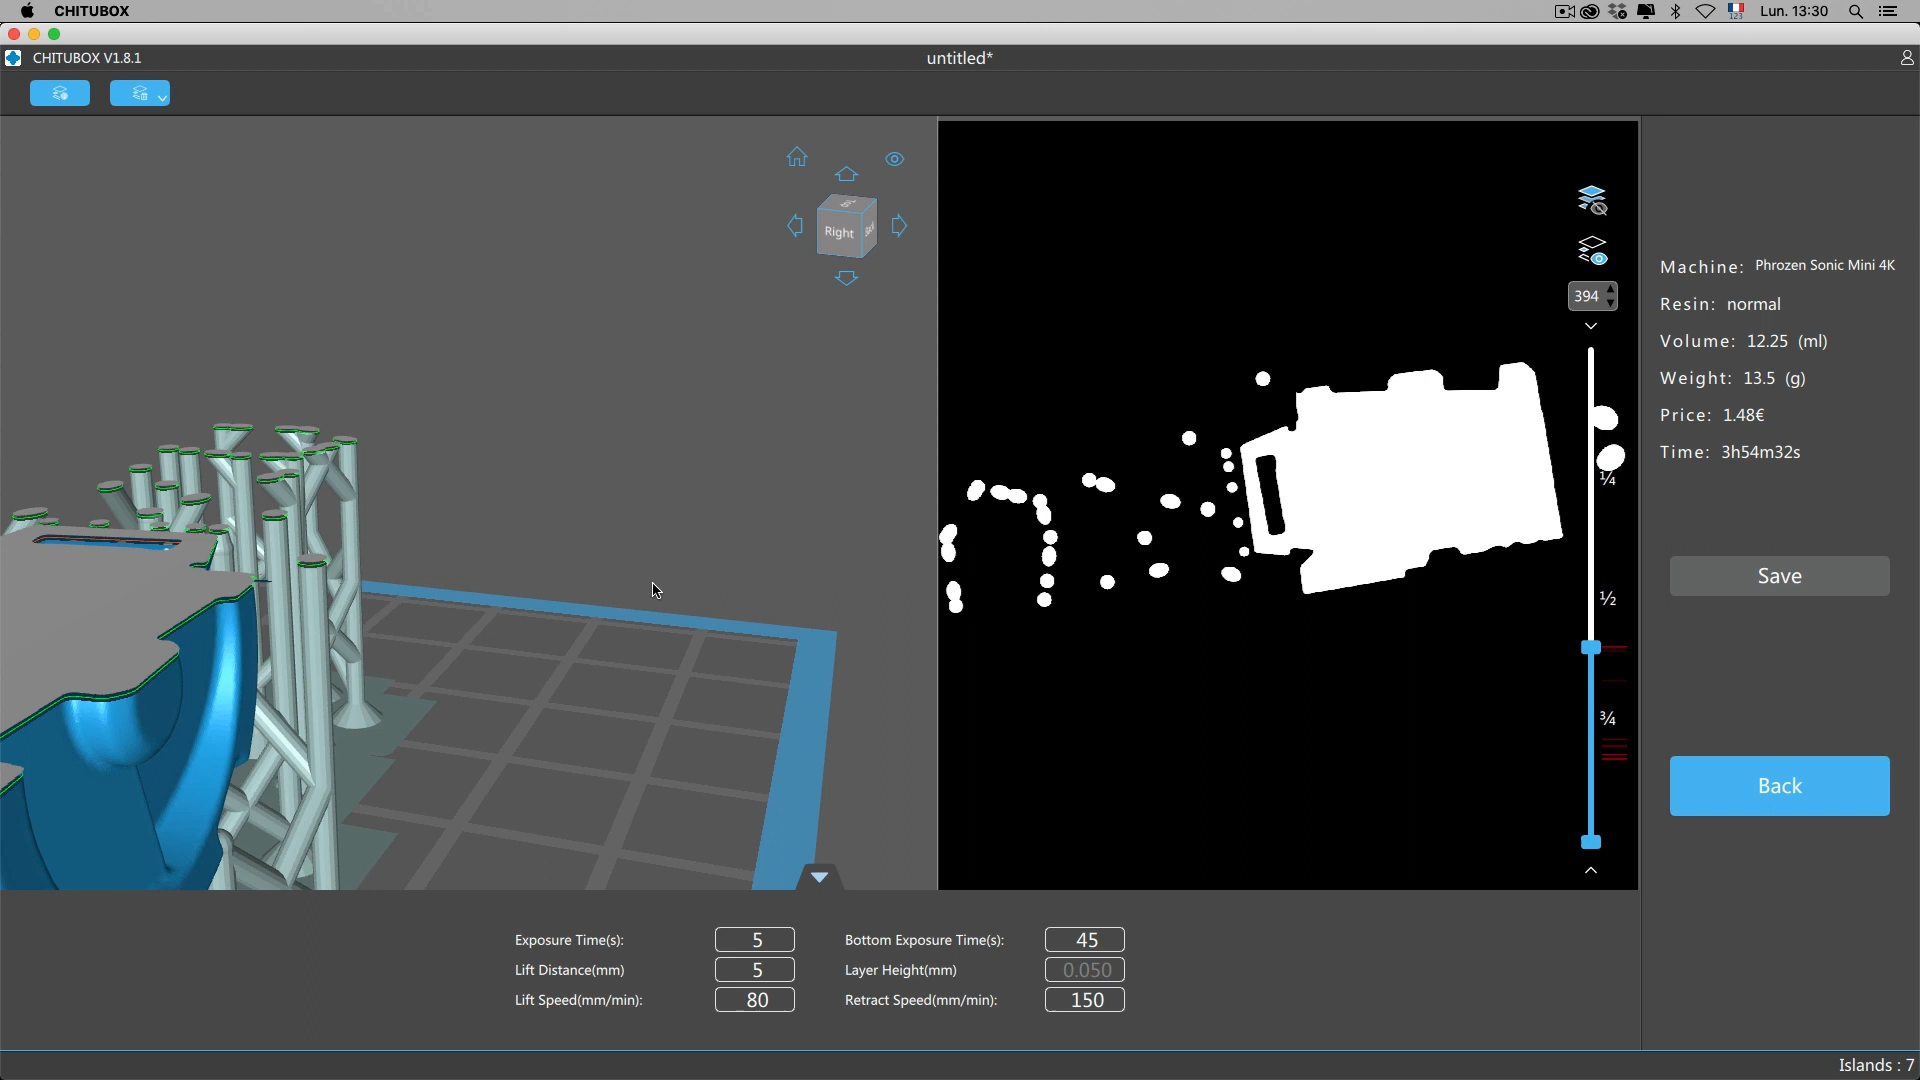 CHITUBOX
Lun. 13:30
CHITUBOX V1.8.1
untitled*
Right
394
Machine: Phrozen Sonic Mini 4K
Resin: normal
Volume: 12.25 (ml)
Weight: 13.5 (g)
Price: 1.48€
Time: 3h54m32s
¼
½
¾
Save
Back
Exposure Time(s): 5
Bottom Exposure Time(s): 45
Lift Distance(mm) 5
Layer Height(mm) 0.050
Lift Speed(mm/min): 80
Retract Speed(mm/min): 150
Islands : 7